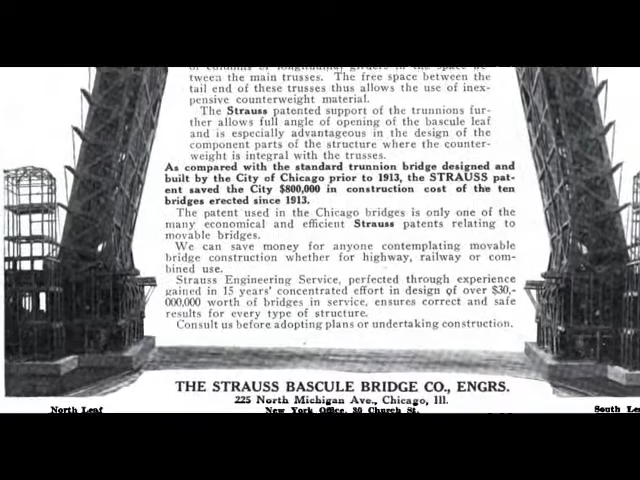 of columns or longitudinal girders in the space be-
tween the main trusses. The free space between the
tail end of these trusses thus allows the use of inex-
pensive counterweight material.
The Strauss patented support of the trunnions fur-
ther allows full angle of opening of the bascule leaf
and is especially advantageous in the design of the
component parts of the structure where the counter-
weight is integral with the trusses.
As compared with the standard trunnion bridge designed and
built by the City of Chicago prior to 1913, the STRAUSS pat-
ent saved the City $800,000 in construction cost of the ten
bridges erected since 1913.
The patent used in the Chicago bridges is only one of the
many economical and efficient Strauss patents relating to
movable bridges.
We can save money for anyone contemplating movable
bridge construction whether for highway, railway or com-
bined use.
Strauss Engineering Service, perfected through experience
gained in 15 years' concentrated effort in design of over $30,-
000,000 worth of bridges in service, ensures correct and safe
results for every type of structure.
Consult us before adopting plans or undertaking construction.
THE STRAUSS BASCULE BRIDGE CO., ENGRS.
225 North Michigan Ave., Chicago, Ill.
North Leaf
New York Office, 30 Church St.
South Le